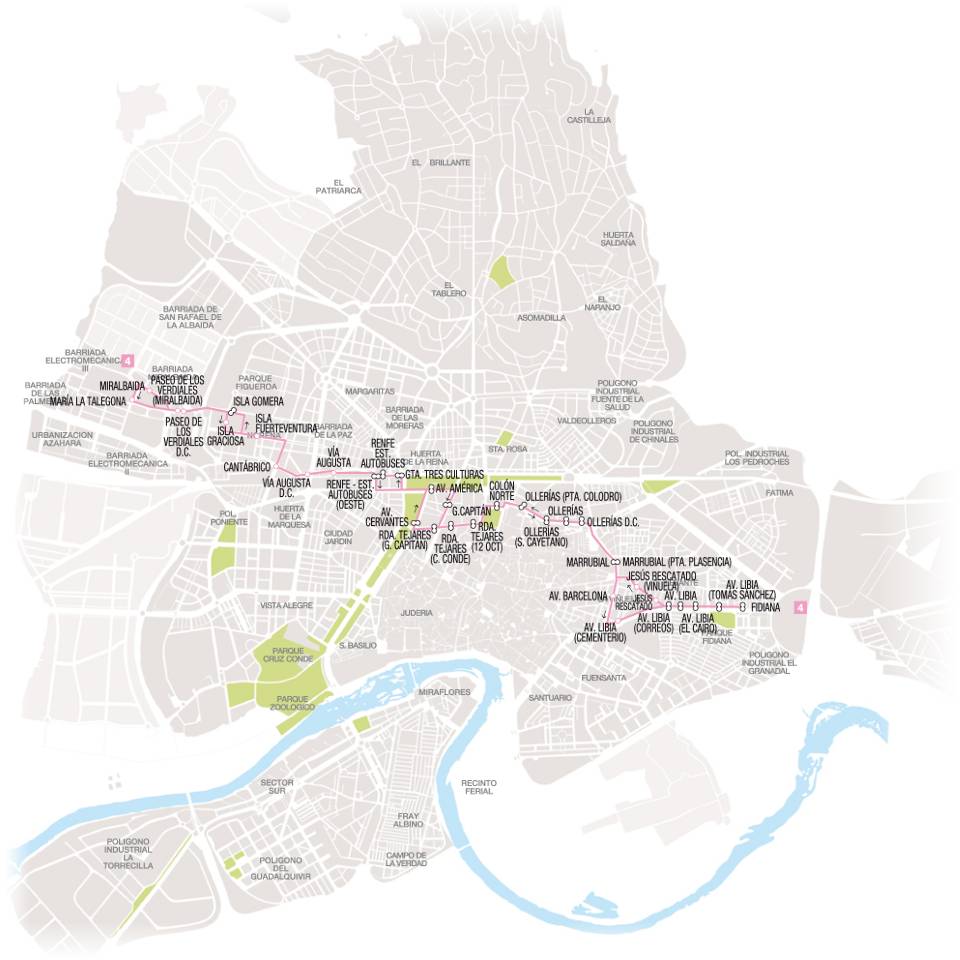 LA
CASTILLEJA
EL BRILLANTE
EL
PATRIARCA
HUERTA
SALDAÑA
EL
TABLERO
EL
NARANJO
ASOMADILLA
BARRIADA DE
SAN RAFAEL DE
LA ALBAIDA
BARRIADA
ELECTROMECANICA
III
4
BARRIADA
BARRIADA
DE LAS
MIRALBAIDA
PASEO DE LOS
VERDIALES
(MIRALBAIDA)
MARÍA LA TALEGONA
PARQUE
FIGUEROA
ISLA GOMERA
ISLA
FUERTEVENTURA
ISLA
GRACIOSA
PASEO DE
LOS
VERDIALES
D.C.
URBANIZACION
AZAHARA
BARRIADA
ELECTROMECANICA
II
MARGARITAS
BARRIADA
DE LAS
MORERAS
BARRIADA
DE LA PAZ
POLIGONO
INDUSTRIAL
FUENTE DE LA
SALUD
VALDEOLLEROS
POLIGONO
INDUSTRIAL
DE CHINALES
POL. INDUSTRIAL
LOS PEDROCHES
STA. ROSA
FATIMA
CANTÁBRICO
VÍA AUGUSTA
D.C.
VÍA
AUGUSTA
RENFE
EST.
AUTOBUSES
HUERTA
DE LA REINA
GTA. TRES CULTURAS
RENFE - EST.
AUTOBUSES
(OESTE)
AV. AMÉRICA
COLÓN
NORTE
OLLERÍAS (PTA. COLODRO)
G.CAPITAN
OLLERÍAS
OLLERÍAS D.C.
OLLERÍAS
(S. CAYETANO)
AV.
CERVANTES
RDA. TEJARES
(G. CAPITAN)
RDA.
TEJARES
(C. CONDE)
RDA.
TEJARES
(12 OCT)
POL.
PONIENTE
HUERTA
DE LA
MARQUESA
CIUDAD
JARDIN
MARRUBIAL
MARRUBIAL (PTA. PLASENCIA)
JESÚS RESCATADO
(VIÑUELA)
JESÚS
RESCATADO
AV. BARCELONA
AV. LIBIA
AV. LIBIA
(TOMAS SANCHEZ)
FIDIANA
4
AV. LIBIA
(CEMENTERIO)
AV. LIBIA
(CORREOS)
AV. LIBIA
(EL CAIRO)
PARQUE
FIDIANA
POLIGONO
INDUSTRIAL EL
GRANADAL
VISTA ALEGRE
JUDERIA
S. BASILIO
PARQUE
CRUZ CONDE
PARQUE
ZOOLOGICO
MIRAFLORES
FUENSANTA
SANTUARIO
SECTOR
SUR
RECINTO
FERIAL
FRAY
ALBINO
CAMPO DE
LA VERDAD
POLIGONO
INDUSTRIAL
LA
TORRECILLA
POLIGONO
DEL
GUADALQUIVIR